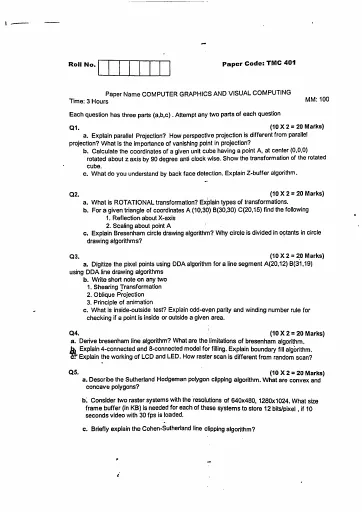 Roll No.
Paper Code: TMC 401
Paper Name COMPUTER GRAPHICS AND VISUAL COMPUTING
Time: 3 Hours
MM: 100
Each question has three parts (a,b,c) . Attempt any two parts of each question
Q1.
(10 X 2 = 20 Marks)
a. Explain parallel Projection? How perspective projection is different from parallel
projection? What is the importance of vanishing point in projection?
b. Calculate the coordinates of a given unit cube having a point A, at center (0,0,0)
rotated about z axis by 90 degree and clock wise. Show the transformation of the rotated
cube.
c. What do you understand by back face detection. Explain Z-buffer algorithm.
Q2.
(10 X 2 = 20 Marks)
a. What is ROTATIONAL transformation? Explain types of transformations.
b. For a given triangle of coordinates A (10,30) B(30,30) C(20,15) find the following
1. Reflection about X-axis
2. Scaling about point A
c. Explain Bresenham circle drawing algorithm? Why circle is divided in octants in circle
drawing algorithms?
Q3.
(10 X 2 = 20 Marks)
a. Digitize the pixel points using DDA algorithm for a line segment A(20,12) B(31,19)
using DDA line drawing algorithms
b. Write short note on any two
1. Shearing Transformation
2. Oblique Projection
3. Principle of animation
c. What is inside-outside test? Explain odd-even parity and winding number rule for
checking if a point is inside or outside a given area.
Q4.
(10 X 2 = 20 Marks)
a. Derive bresenham line algorithm? What are the limitations of bresenham algorithm.
b. Explain 4-connected and 8-connected model for filling. Explain boundary fill algorithm.
c. Explain the working of LCD and LED. How raster scan is different from random scan?
Q5.
(10 X 2 = 20 Marks)
a. Describe the Sutherland Hodgeman polygon clipping algorithm. What are convex and
concave polygons?
b. Consider two raster systems with the resolutions of 640x480, 1280x1024. What size
frame buffer (in KB) is needed for each of these systems to store 12 bits/pixel , if 10
seconds video with 30 fps is loaded.
c. Briefly explain the Cohen-Sutherland line clipping algorithm?